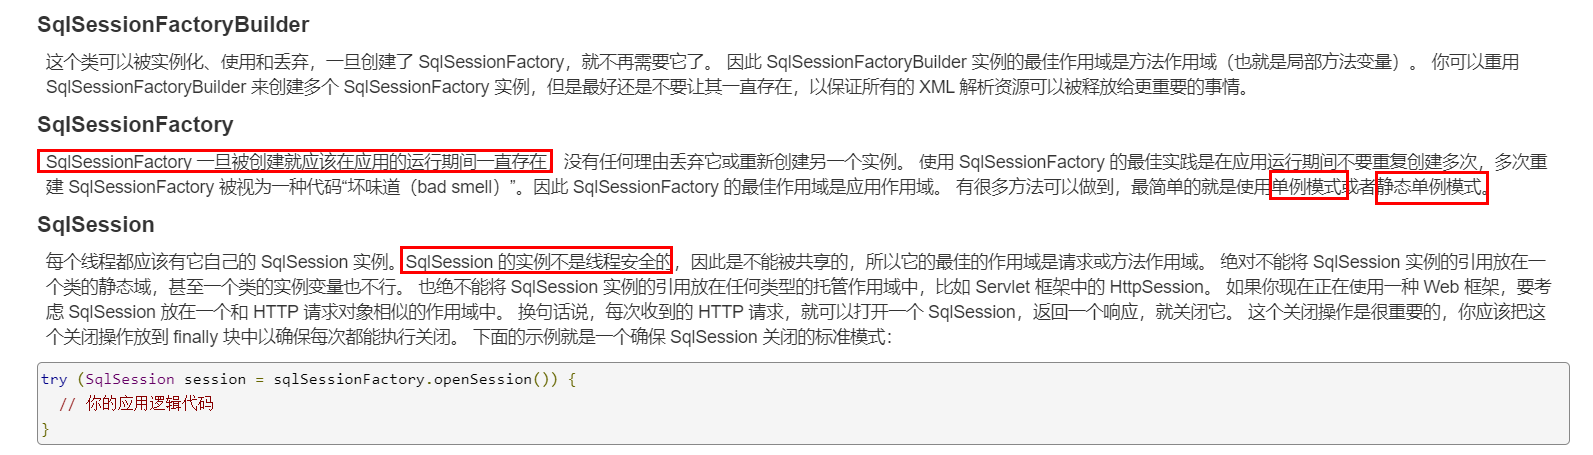 SqlSessionFactoryBuilder
这个类可以被实例化、使用和丢弃，一旦创建了 SqlSessionFactory，就不再需要它了。 因此 SqlSessionFactoryBuilder 实例的最佳作用域是方法作用域（也就是局部方法变量）。 你可以重用
SqlSessionFactoryBuilder 来创建多个 SqlSessionFactory 实例，但是最好还是不要让其一直存在，以保证所有的 XML 解析资源可以被释放给更重要的事情。
SqlSessionFactory
SqlSessionFactory 一旦被创建就应该在应用的运行期间一直存在 没有任何理由丢弃它或重新创建另一个实例。 使用 SqlSessionFactory 的最佳实践是在应用运行期间不要重复创建多次，多次重
建 SqlSessionFactory 被视为一种代码“坏味道（bad smell）”。因此 SqlSessionFactory 的最佳作用域是应用作用域。 有很多方法可以做到，最简单的就是使用单例模式或者静态单例模式。
SqlSession
每个线程都应该有它自己的 SqlSession 实例。SqlSession 的实例不是线程安全的，因此是不能被共享的，所以它的最佳的作用域是请求或方法作用域。 绝对不能将 SqlSession 实例的引用放在一
个类的静态域，甚至一个类的实例变量也不行。 也绝不能将 SqlSession 实例的引用放在任何类型的托管作用域中，比如 Servlet 框架中的 HttpSession。 如果你现在正在使用一种 Web 框架，要考
虑 SqlSession 放在一个和 HTTP 请求对象相似的作用域中。 换句话说，每次收到的 HTTP 请求，就可以打开一个 SqlSession，返回一个响应，就关闭它。 这个关闭操作是很重要的，你应该把这
个关闭操作放到 finally 块中以确保每次都能执行关闭。 下面的示例就是一个确保 SqlSession 关闭的标准模式：
try (SqlSession session = sqlSessionFactory.openSession()) {
// 你的应用逻辑代码
}